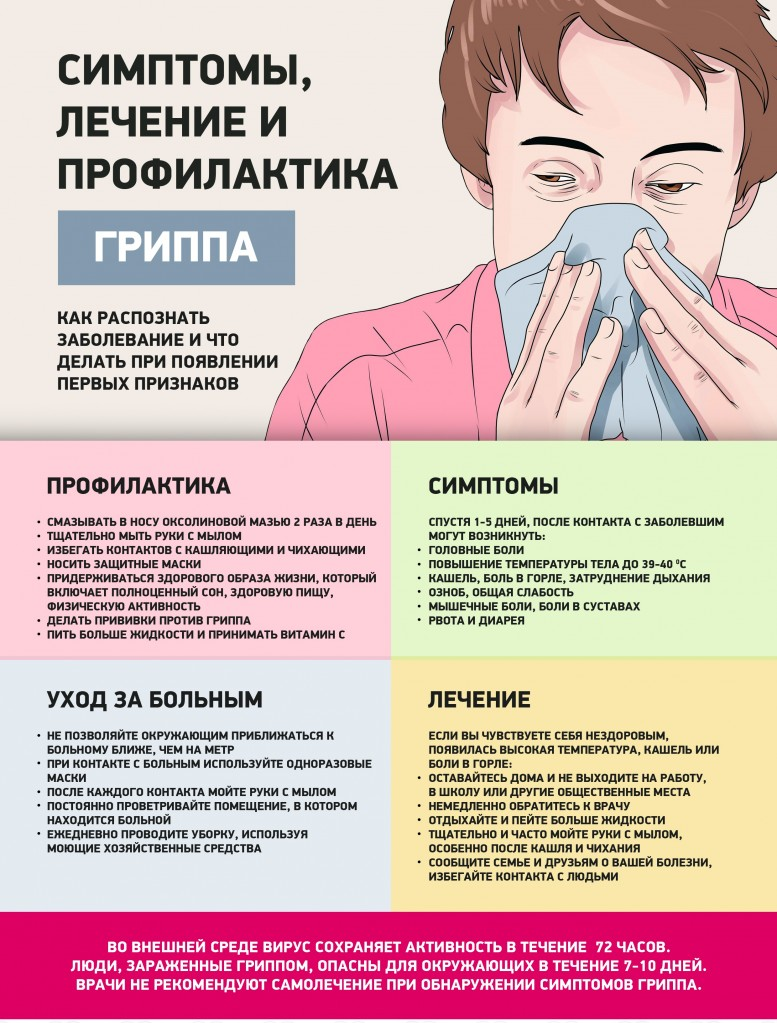 СИМПТОМЫ,
ЛЕЧЕНИЕ И
ПРОФИЛАКТИКА
ГРИППА
КАК РАСПОЗНАТЬ
ЗАБОЛЕВАНИЕ И ЧТО
ДЕЛАТЬ ПРИ ПОЯВЛЕНИИ
ПЕРВЫХ ПРИЗНАКОВ
ПРОФИЛАКТИКА
• СМАЗЫВАТЬ В НОСУ ОКСОЛИНОВОЙ МАЗЬЮ 2 РАЗА В ДЕНЬ
• ТЩАТЕЛЬНО МЫТЬ РУКИ С МЫЛОМ
• ИЗБЕГАТЬ КОНТАКТОВ С КАШЛЯЮЩИМИ И ЧИХАЮЩИМИ
• НОСИТЬ ЗАЩИТНЫЕ МАСКИ
• ПРИДЕРЖИВАТЬСЯ ЗДОРОВОГО ОБРАЗА ЖИЗНИ, КОТОРЫЙ
ВКЛЮЧАЕТ ПОЛНОЦЕННЫЙ СОН, ЗДОРОВУЮ ПИЩУ,
ФИЗИЧЕСКУЮ АКТИВНОСТЬ
• ДЕЛАТЬ ПРИВИВКИ ПРОТИВ ГРИППА
• ПИТЬ БОЛЬШЕ ЖИДКОСТИ И ПРИНИМАТЬ ВИТАМИН С
СИМПТОМЫ
СПУСТЯ 1-5 ДНЕЙ, ПОСЛЕ КОНТАКТА С ЗАБОЛЕВШИМ
МОГУТ ВОЗНИКНУТЬ:
• ГОЛОВНЫЕ БОЛИ
• ПОВЫШЕНИЕ ТЕМПЕРАТУРЫ ТЕЛА ДО 39-40 ⁰С
• КАШЕЛЬ, БОЛЬ В ГОРЛЕ, ЗАТРУДНЕНИЕ ДЫХАНИЯ
• ОЗНОБ, ОБЩАЯ СЛАБОСТЬ
• МЫШЕЧНЫЕ БОЛИ, БОЛИ В СУСТАВАХ
• РВОТА И ДИАРЕЯ
УХОД ЗА БОЛЬНЫМ
• НЕ ПОЗВОЛЯЙТЕ ОКРУЖАЮЩИМ ПРИБЛИЖАТЬСЯ К
БОЛЬНОМУ БЛИЖЕ, ЧЕМ НА МЕТР
• ПРИ КОНТАКТЕ С БОЛЬНЫМ ИСПОЛЬЗУЙТЕ ОДНОРАЗОВЫЕ
МАСКИ
• ПОСЛЕ КАЖДОГО КОНТАКТА МОЙТЕ РУКИ С МЫЛОМ
• ПОСТОЯННО ПРОВЕТРИВАЙТЕ ПОМЕЩЕНИЕ, В КОТОРОМ
НАХОДИТСЯ БОЛЬНОЙ
• ЕЖЕДНЕВНО ПРОВОДИТЕ УБОРКУ, ИСПОЛЬЗУЯ
МОЮЩИЕ ХОЗЯЙСТВЕННЫЕ СРЕДСТВА
ЛЕЧЕНИЕ
ЕСЛИ ВЫ ЧУВСТВУЕТЕ СЕБЯ НЕЗДОРОВЫМ,
ПОЯВИЛАСЬ ВЫСОКАЯ ТЕМПЕРАТУРА, КАШЕЛЬ ИЛИ
БОЛИ В ГОРЛЕ:
• ОСТАВАЙТЕСЬ ДОМА И НЕ ВЫХОДИТЕ НА РАБОТУ,
В ШКОЛУ ИЛИ ДРУГИЕ ОБЩЕСТВЕННЫЕ МЕСТА
• НЕМЕДЛЕННО ОБРАТИТЕСЬ К ВРАЧУ
• ОТДЫХАЙТЕ И ПЕЙТЕ БОЛЬШЕ ЖИДКОСТИ
• ТЩАТЕЛЬНО И ЧАСТО МОЙТЕ РУКИ С МЫЛОМ,
ОСОБЕННО ПОСЛЕ КАШЛЯ И ЧИХАНИЯ
• СООБЩИТЕ СЕМЬЕ И ДРУЗЬЯМ О ВАШЕЙ БОЛЕЗНИ,
ИЗБЕГАЙТЕ КОНТАКТА С ЛЮДЬМИ
ВО ВНЕШНЕЙ СРЕДЕ ВИРУС СОХРАНЯЕТ АКТИВНОСТЬ В ТЕЧЕНИЕ 72 ЧАСОВ.
ЛЮДИ, ЗАРАЖЕННЫЕ ГРИППОМ, ОПАСНЫ ДЛЯ ОКРУЖАЮЩИХ В ТЕЧЕНИЕ 7-10 ДНЕЙ.
ВРАЧИ НЕ РЕКОМЕНДУЮТ САМОЛЕЧЕНИЕ ПРИ ОБНАРУЖЕНИИ СИМПТОМОВ ГРИППА.